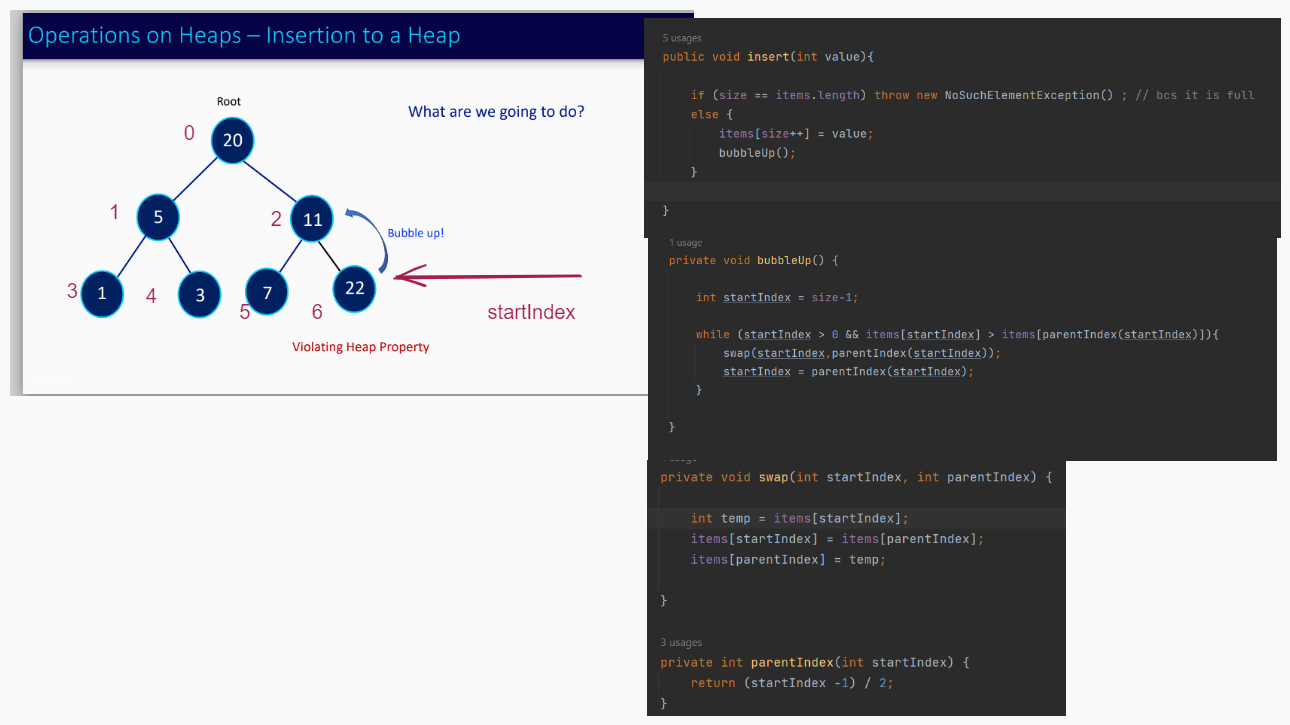 Operations on Heaps – Insertion to a Heap
Root
What are we going to do?
0
20
1
5
2
11
Bubble up!
3
1
4
3
5
7
6
22
startIndex
Violating Heap Property
5 usages
public void insert(int value){
if (size == items.length) throw new NoSuchElementException() ; // bcs it is full
else {
items[size++] = value;
bubbleUp();
}
}
1 usage
private void bubbleUp() {
int startIndex = size-1;
while (startIndex > 0 && items[startIndex] > items[parentIndex(startIndex)]){
swap(startIndex,parentIndex(startIndex));
startIndex = parentIndex(startIndex);
}
}
private void swap(int startIndex, int parentIndex) {
int temp = items[startIndex];
items[startIndex] = items[parentIndex];
items[parentIndex] = temp;
}
3 usages
private int parentIndex(int startIndex) {
return (startIndex -1) / 2;
}